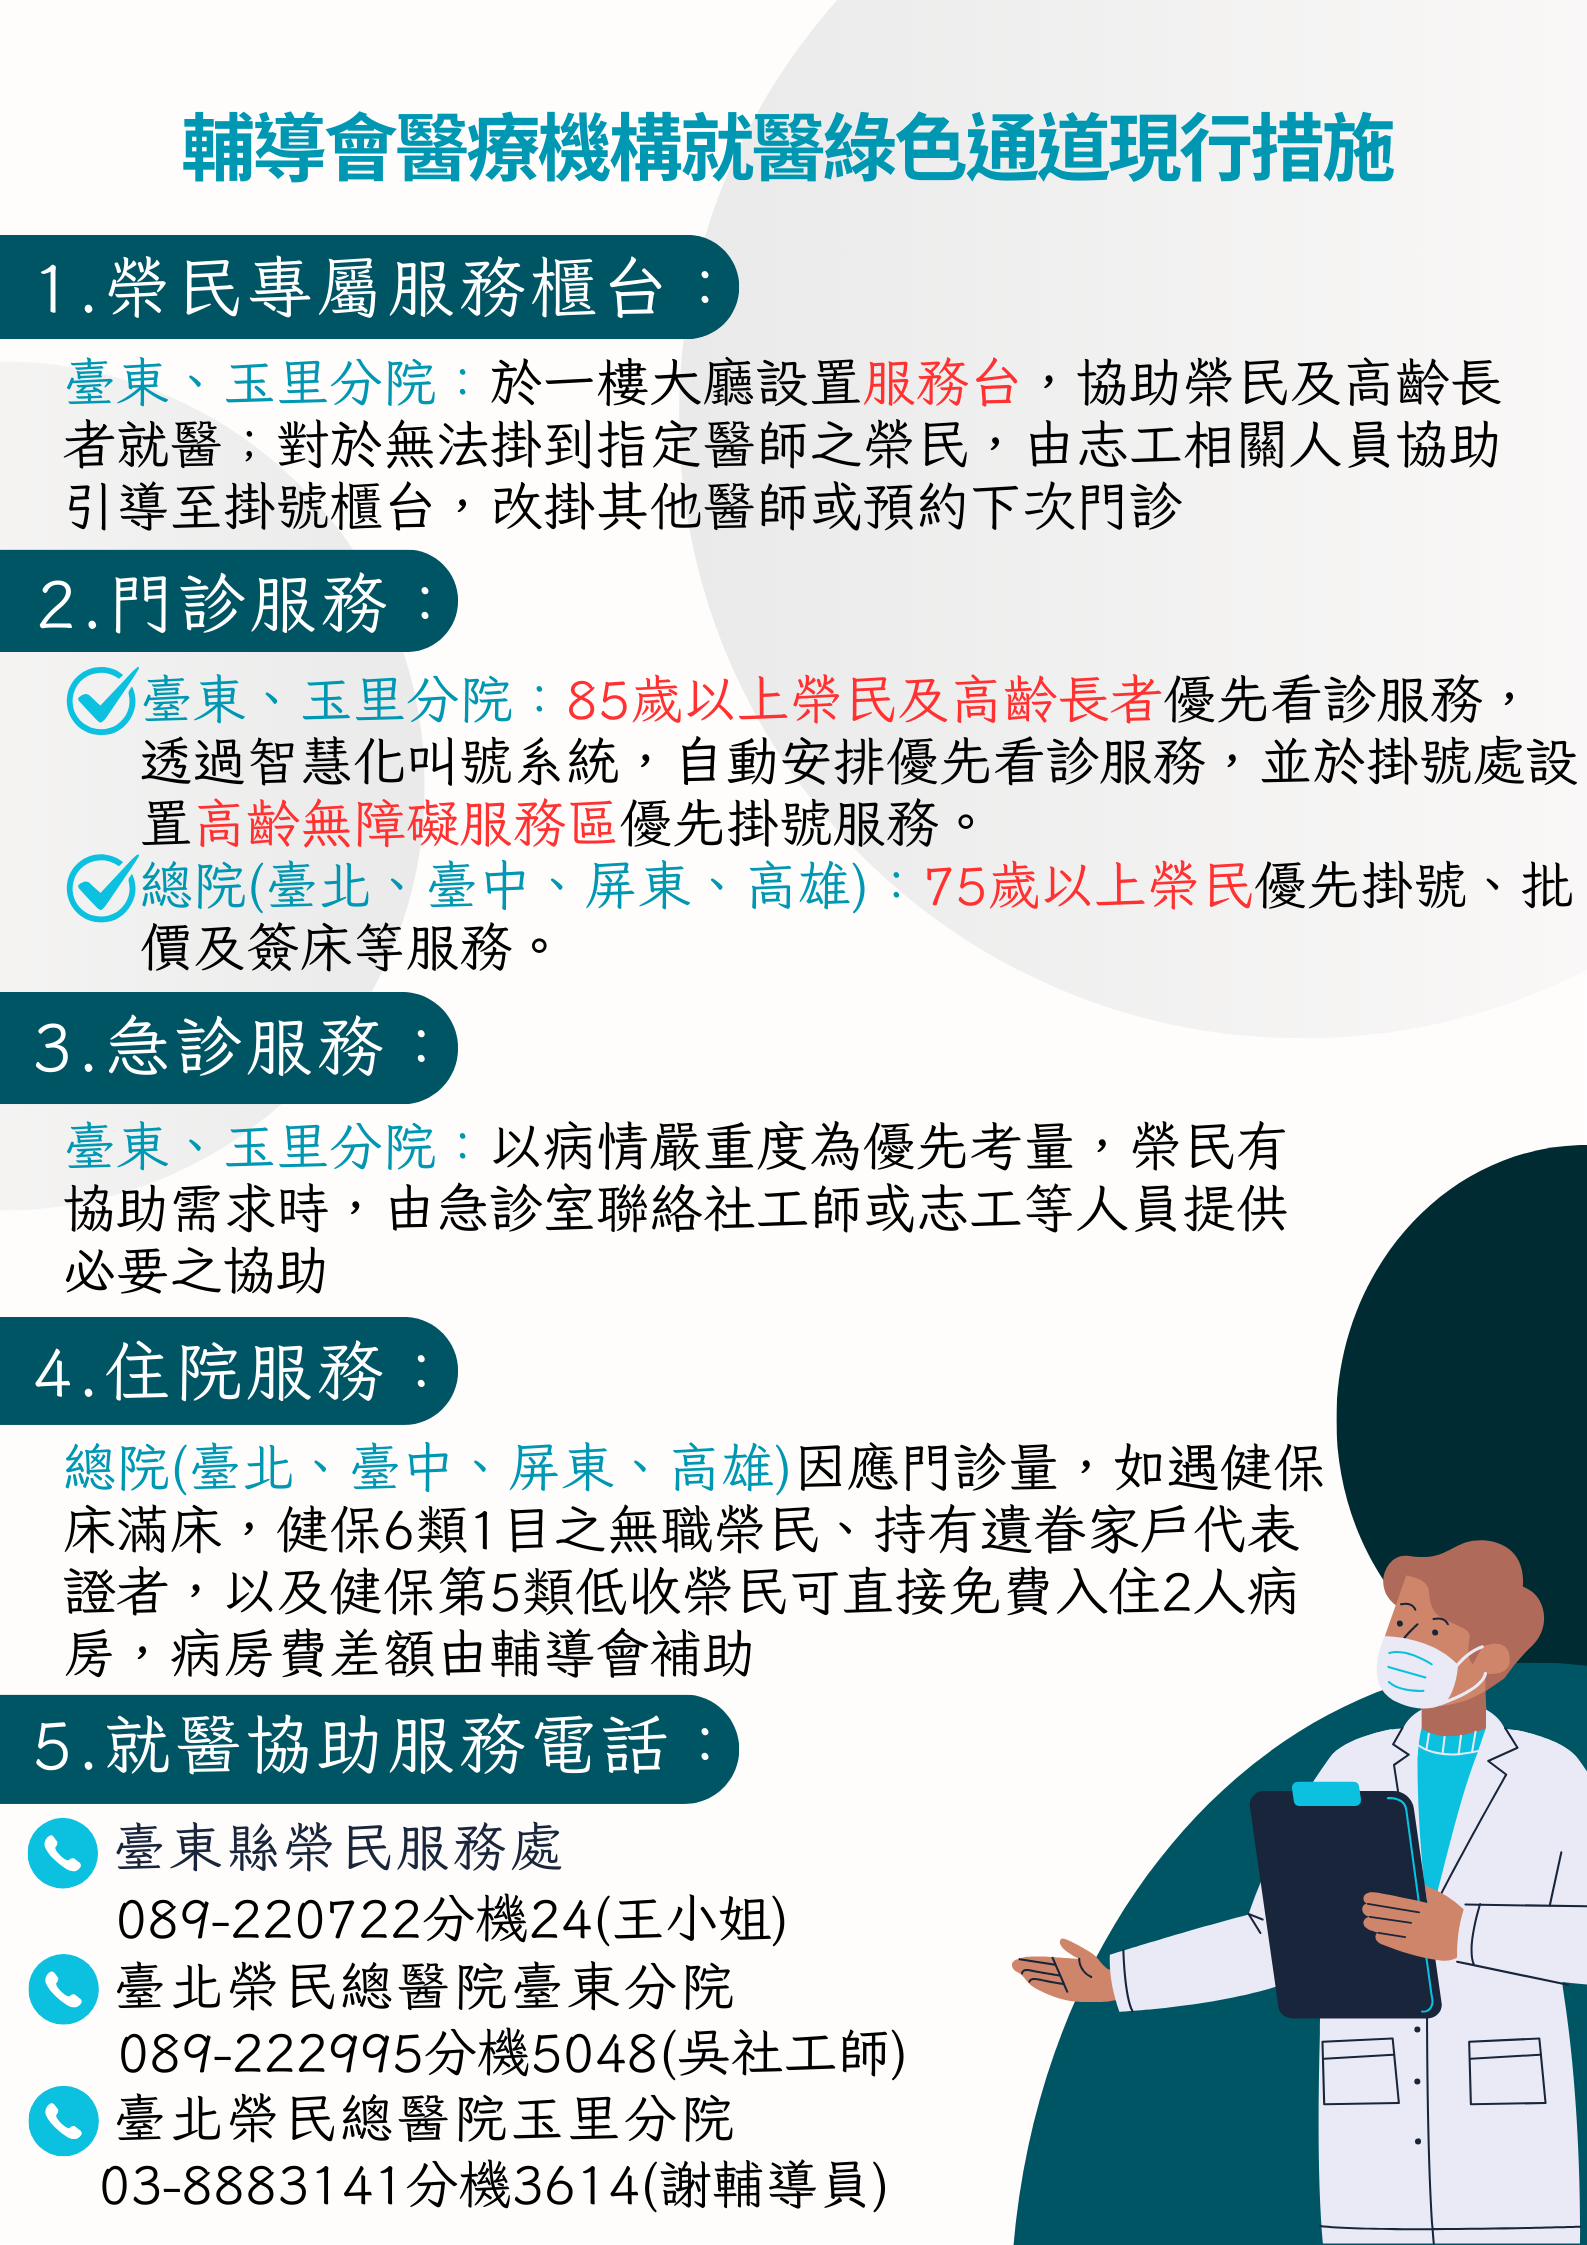 輔導會醫療機構就醫綠色通道現行措施
1.榮民專屬服務櫃台：
臺東、玉里分院：於一樓大廳設置服務台，協助榮民及高齡長
者就醫；對於無法掛到指定醫師之榮民，由志工相關人員協助
引導至掛號櫃台，改掛其他醫師或預約下次門診
2.門診服務：
臺東、玉里分院：85歲以上榮民及高齡長者優先看診服務，
透過智慧化叫號系統，自動安排優先看診服務，並於掛號處設
置高齡無障礙服務區優先掛號服務。
總院(臺北、臺中、屏東、高雄)：75歲以上榮民優先掛號、批
價及簽床等服務。
3.急診服務：
臺東、玉里分院：以病情嚴重度為優先考量，榮民有
協助需求時，由急診室聯絡社工師或志工等人員提供
必要之協助
4.住院服務：
總院(臺北、臺中、屏東、高雄)因應門診量，如遇健保
床滿床，健保6類1目之無職榮民、持有遺眷家戶代表
證者，以及健保第5類低收榮民可直接免費入住2人病
房，病房費差額由輔導會補助
5.就醫協助服務電話：
臺東縣榮民服務處
089-220722分機24(王小姐)
臺北榮民總醫院臺東分院
089-222995分機5048(吳社工師)
臺北榮民總醫院玉里分院
03-8883141分機3614(謝輔導員)